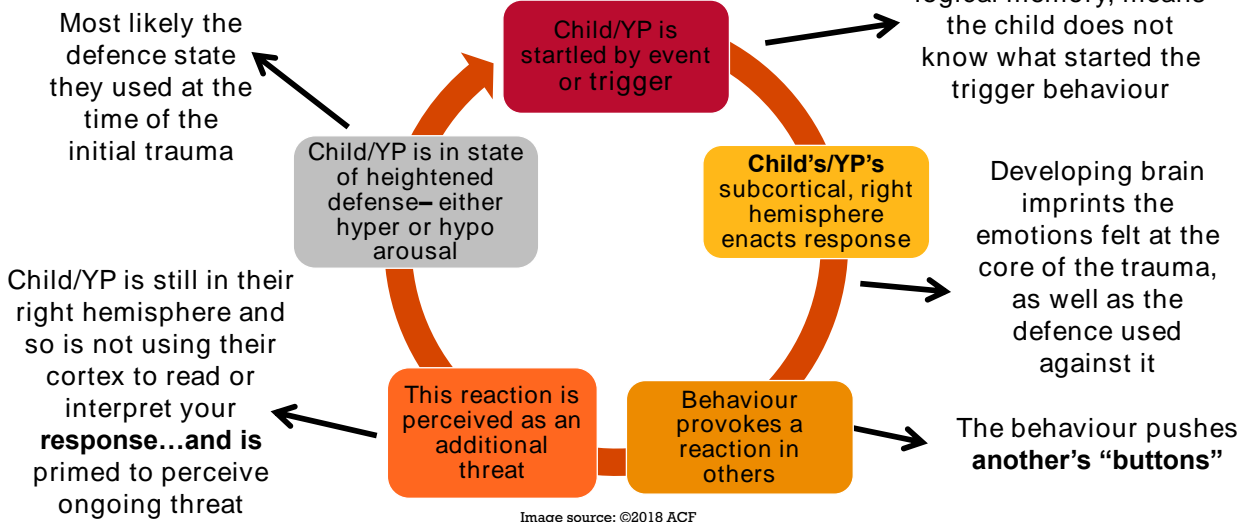 Most likely the
defence state
they used at the
time of the
initial trauma
Child/YP is
startled by event
or trigger
the child does not
know what started the
trigger behaviour
Child/YP is in state
of heightened
defense– either
hyper or hypo
arousal
Child's/YP's
subcortical, right
hemisphere
enacts response
Developing brain
imprints the
emotions felt at the
core of the trauma,
as well as the
defence used
against it
Child/YP is still in their
right hemisphere and
so is not using their
cortex to read or
interpret your
response...and is
primed to perceive
ongoing threat
This reaction is
perceived as an
additional
threat
Behaviour
provokes a
reaction in
others
The behaviour pushes
another's “buttons”
Image source: ©2018 ACF